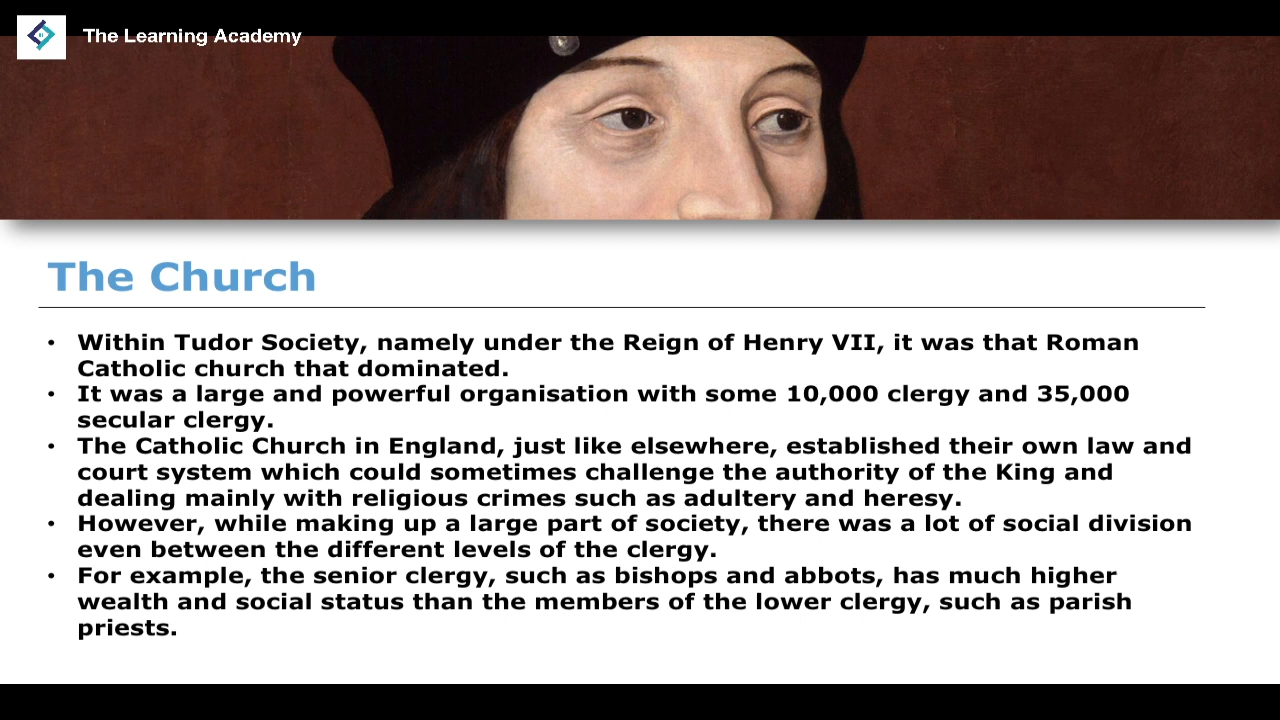 The Learning Academy
The Church
• Within Tudor Society, namely under the Reign of Henry VII, it was that Roman
Catholic church that dominated.
• It was a large and powerful organisation with some 10,000 clergy and 35,000
secular clergy.
• The Catholic Church in England, just like elsewhere, established their own law and
court system which could sometimes challenge the authority of the King and
dealing mainly with religious crimes such as adultery and heresy.
• However, while making up a large part of society, there was a lot of social division
even between the different levels of the clergy.
• For example, the senior clergy, such as bishops and abbots, has much higher
wealth and social status than the members of the lower clergy, such as parish
priests.